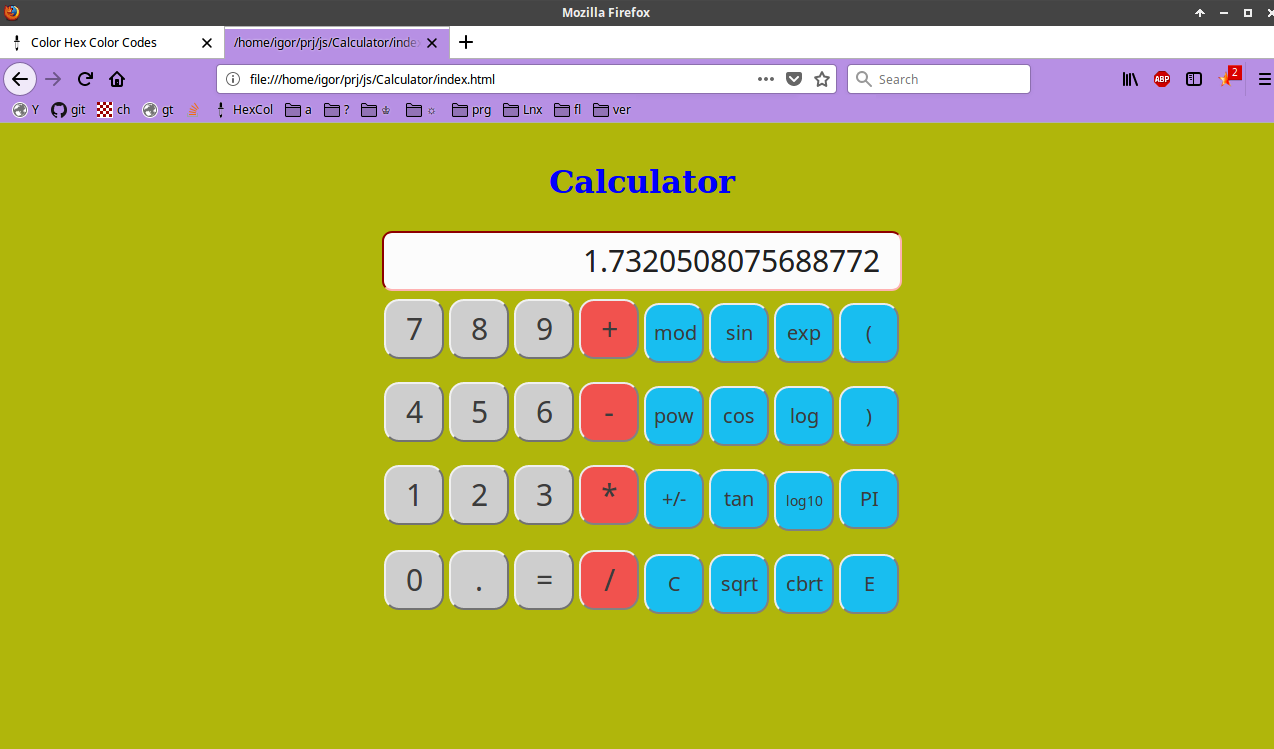 Mozilla Firefox
Color Hex Color Codes /home/igor/prj/js/Calculator/inde
file:///home/igor/prj/js/Calculator/index.html Search ABP 2
Y git ch gt HexCol a ? ♔ ☼ prg Lnx fl ver
Calculator
1.7320508075688772
7 8 9 + mod sin exp (
4 5 6 - pow cos log )
1 2 3 * +/- tan log10 PI
0 . = / C sqrt cbrt E